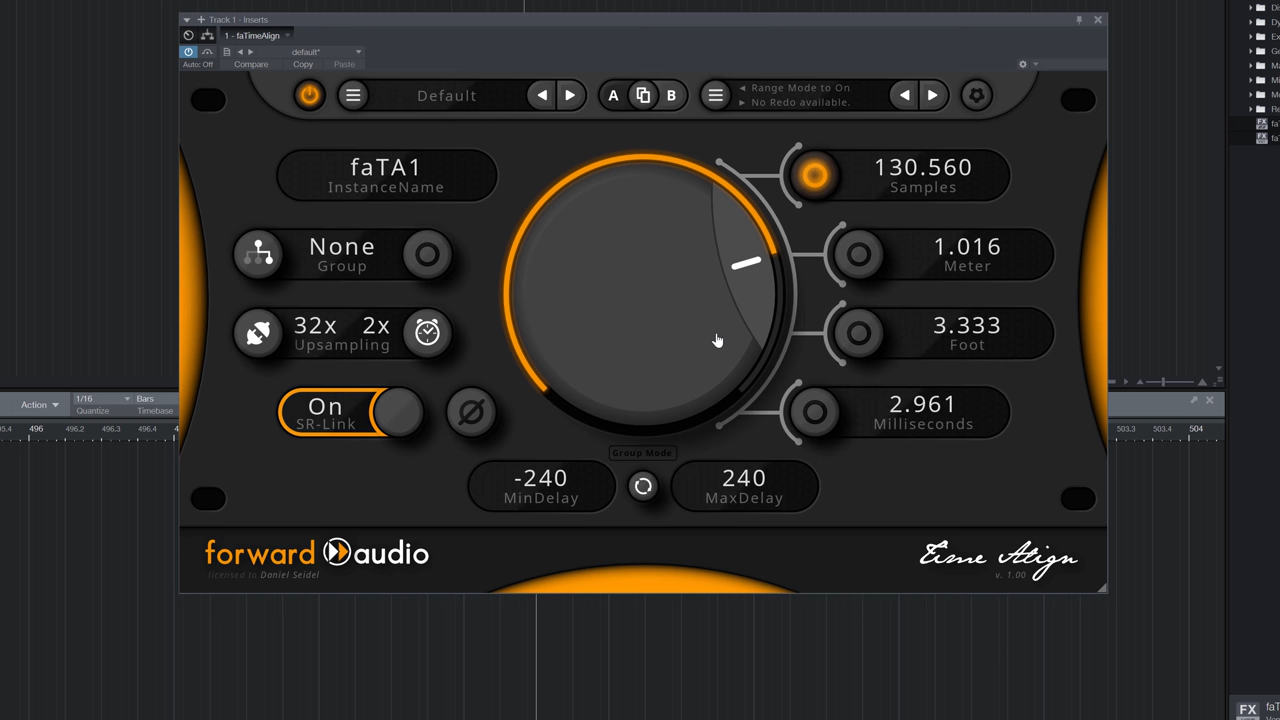 Track 1 - Inserts
1 - faTimeAlign
default*
Auto: Off Compare Copy Paste
Default
A B
Range Mode to On
No Redo available.
faTA1
InstanceName
130.560
Samples
None
Group
1.016
Meter
32x 2x
Upsampling
3.333
Foot
On
SR-Link
2.961
Milliseconds
Group Mode
-240
MinDelay
240
MaxDelay
forward audio
licensed to Daniel Seidel
Time Align
v. 1.00
Action
1/16
Quantize
Bars
Timebase
496 496.2 496.3 496.4
503.3 503.4 504
FX